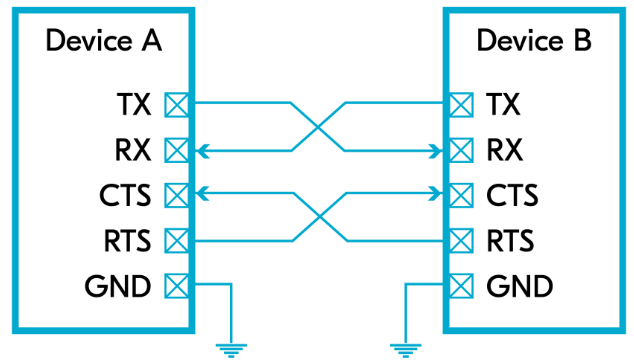 Device A
TX
RX
CTS
RTS
GND
Device B
TX
RX
CTS
RTS
GND